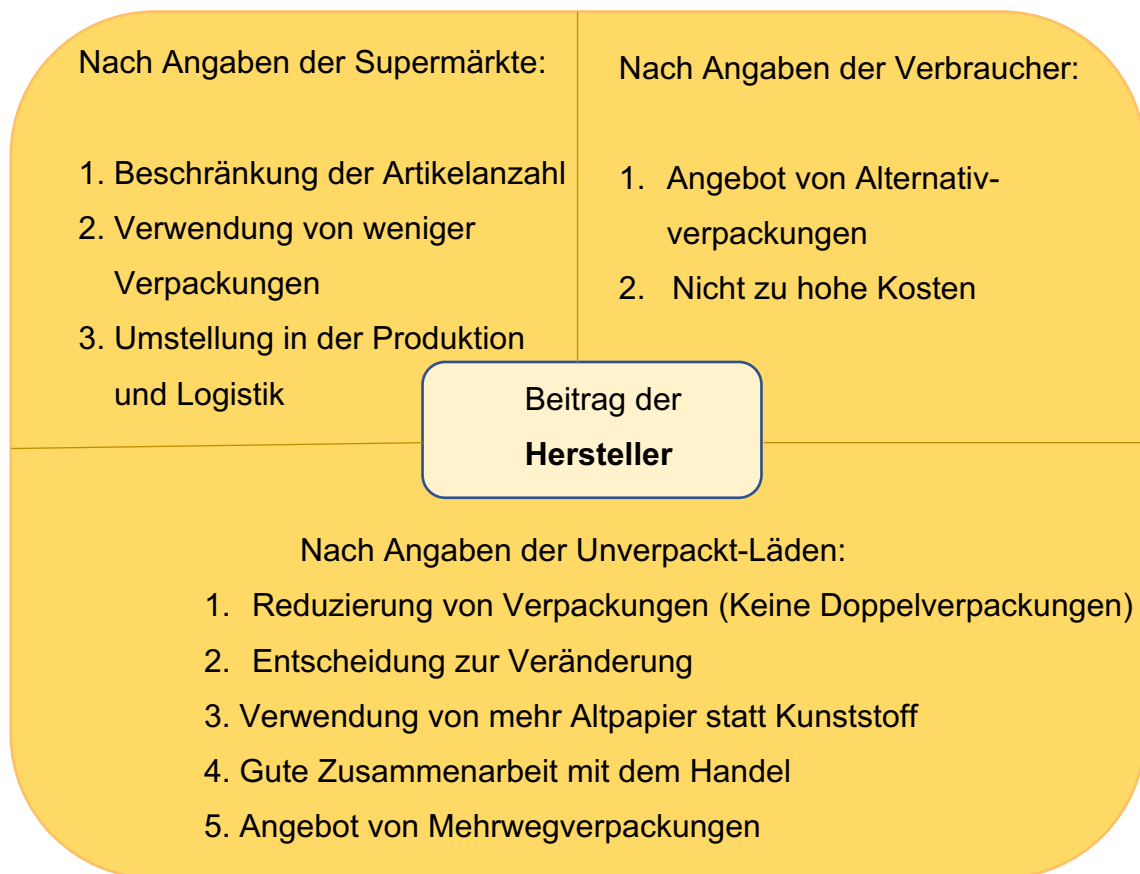 Nach Angaben der Supermärkte:
1. Beschränkung der Artikelanzahl
2. Verwendung von weniger
Verpackungen
3. Umstellung in der Produktion
und Logistik
Nach Angaben der Verbraucher:
1. Angebot von Alternativ-
verpackungen
2. Nicht zu hohe Kosten
Beitrag der
Hersteller
Nach Angaben der Unverpackt-Läden:
1. Reduzierung von Verpackungen (Keine Doppelverpackungen)
2. Entscheidung zur Veränderung
3. Verwendung von mehr Altpapier statt Kunststoff
4. Gute Zusammenarbeit mit dem Handel
5. Angebot von Mehrwegverpackungen